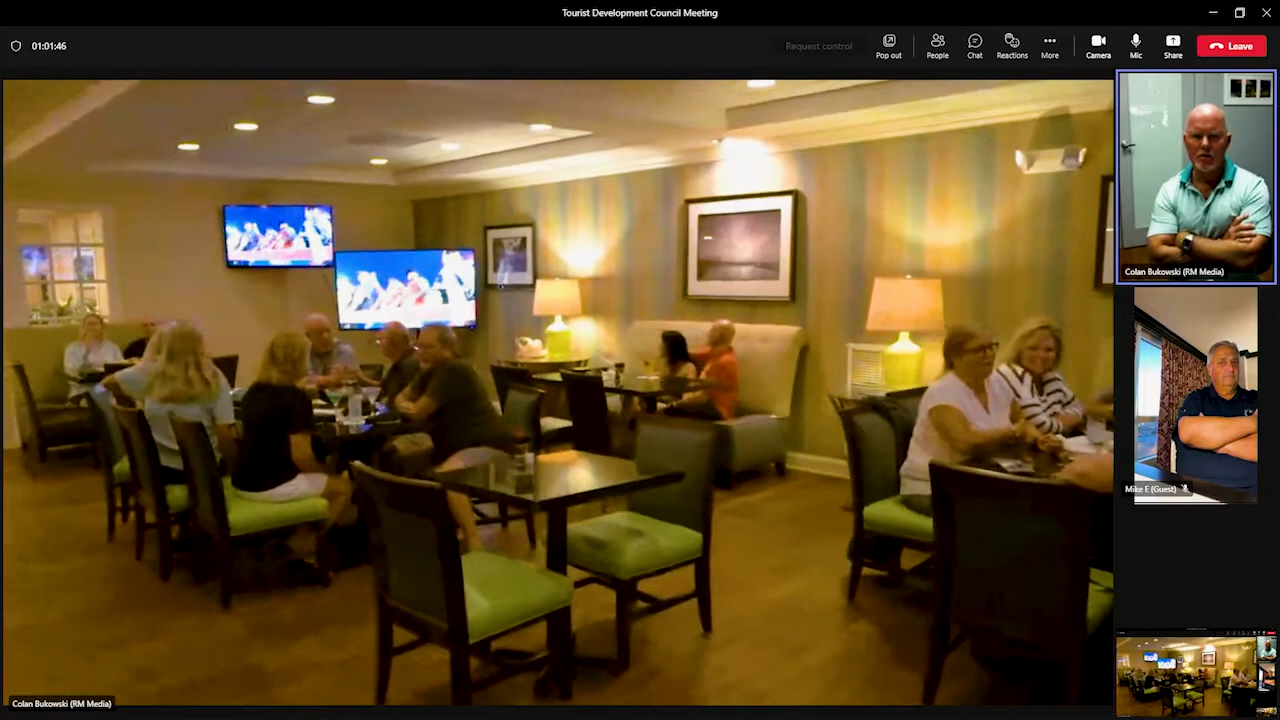 Tourist Development Council Meeting
01:01:46
Request control
Pop out
People
Chat
Reactions
More
Camera
Mic
Share
Leave
Colan Bukowski (RM Media)
Mike E (Guest)
Colan Bukowski (RM Media)